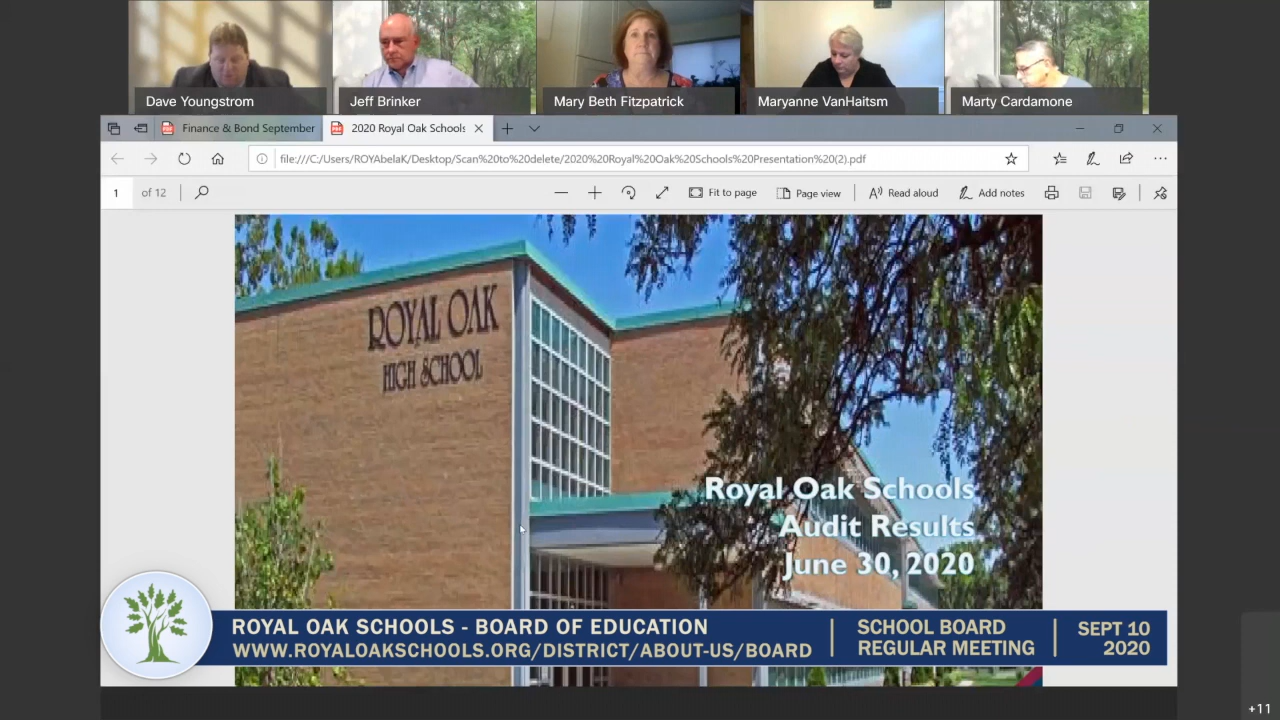 Dave Youngstrom
Jeff Brinker
Mary Beth Fitzpatrick
Maryanne VanHaitsm
Marty Cardamone
Finance & Bond September
PDF
2020 Royal Oak Schools
file:///C:/Users/ROYAbelaK/Desktop/Scan%20to%20delete/2020%20Royal%20Oak%20Schools%20Presentation%20(2).pdf
1 of 12
Fit to page
Page view
Read aloud
Add notes
ROYAL OAK
HIGH SCHOOL
Royal Oak Schools
Audit Results
June 30, 2020
ROYAL OAK SCHOOLS - BOARD OF EDUCATION
WWW.ROYALOAKSCHOOLS.ORG/DISTRICT/ABOUT-US/BOARD
SCHOOL BOARD
REGULAR MEETING
SEPT 10
2020
+11